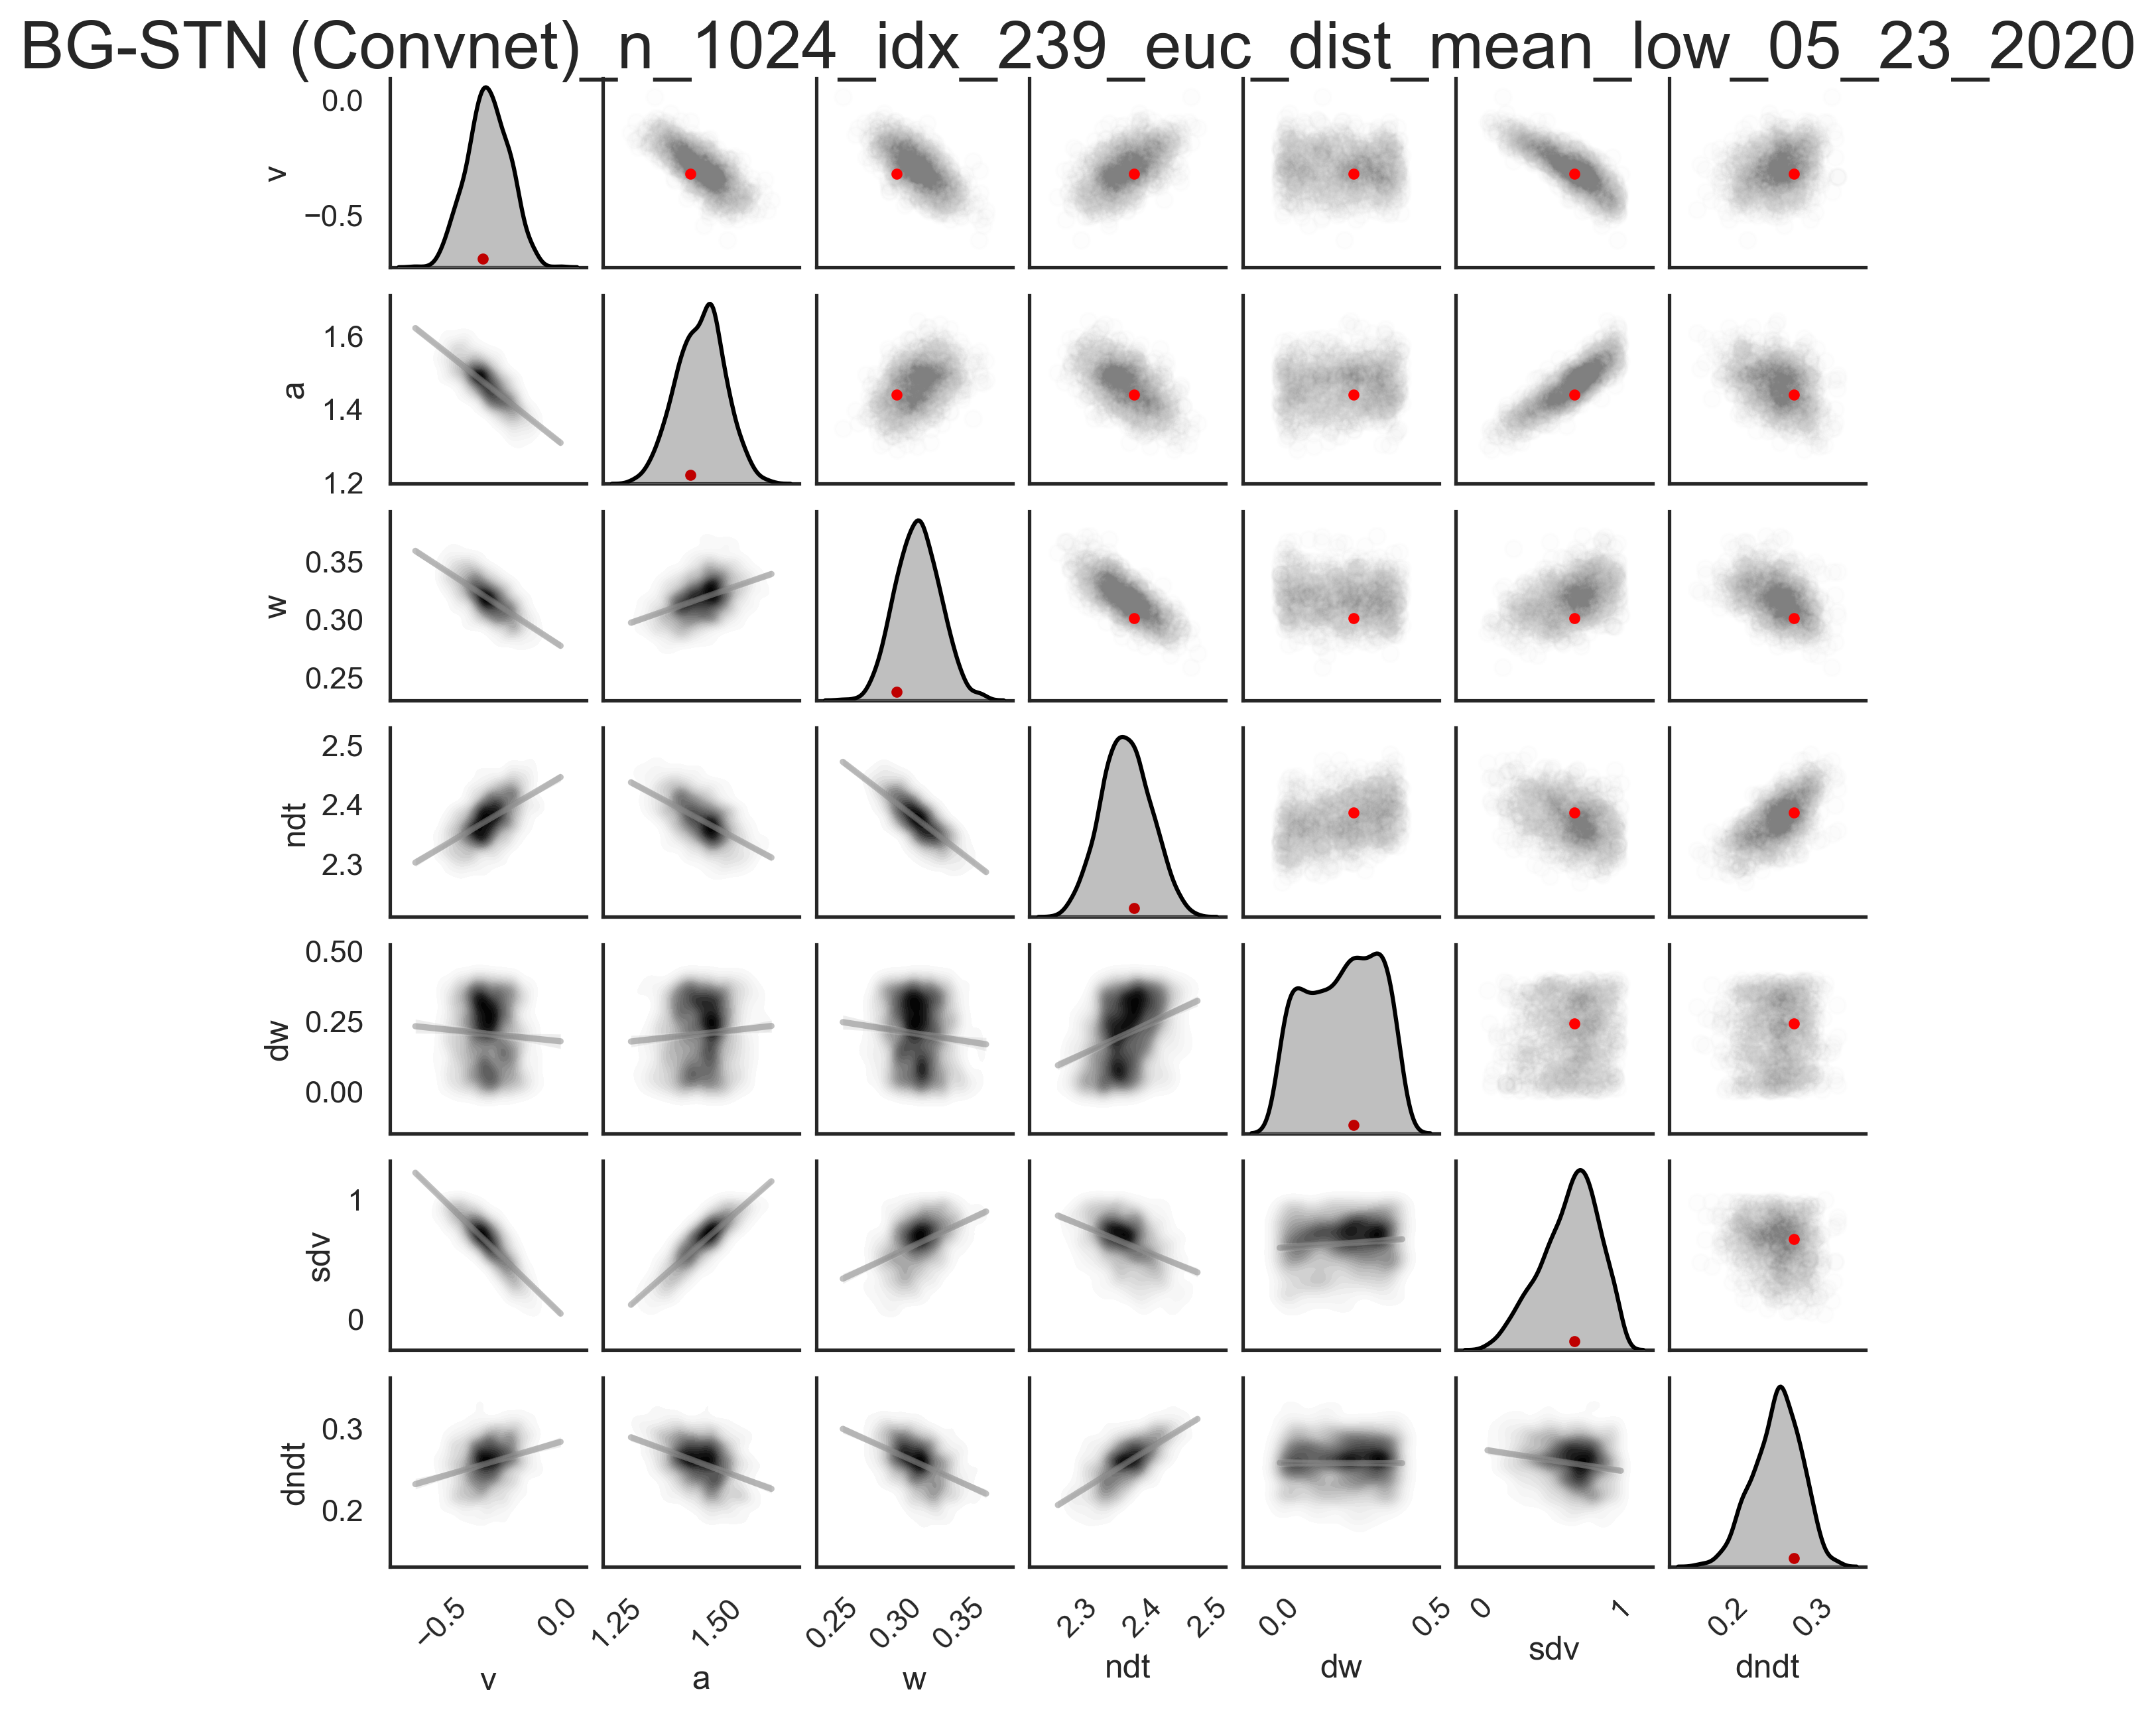 BG-STN (Convnet)_n_1024_idx_239_euc_dist_mean_low_05_23_2020
0.0
v
−0.5
1.6
a
1.4
1.2
0.35
w
0.30
0.25
2.5
ndt
2.4
2.3
0.50
dw
0.25
0.00
1
sdv
0
0.3
dndt
0.2
−0.5 0.0 1.25 1.50 0.25 0.30 0.35 2.3 2.4 2.5 0.0 0.5 0 1 0.2 0.3
v a w ndt dw sdv dndt